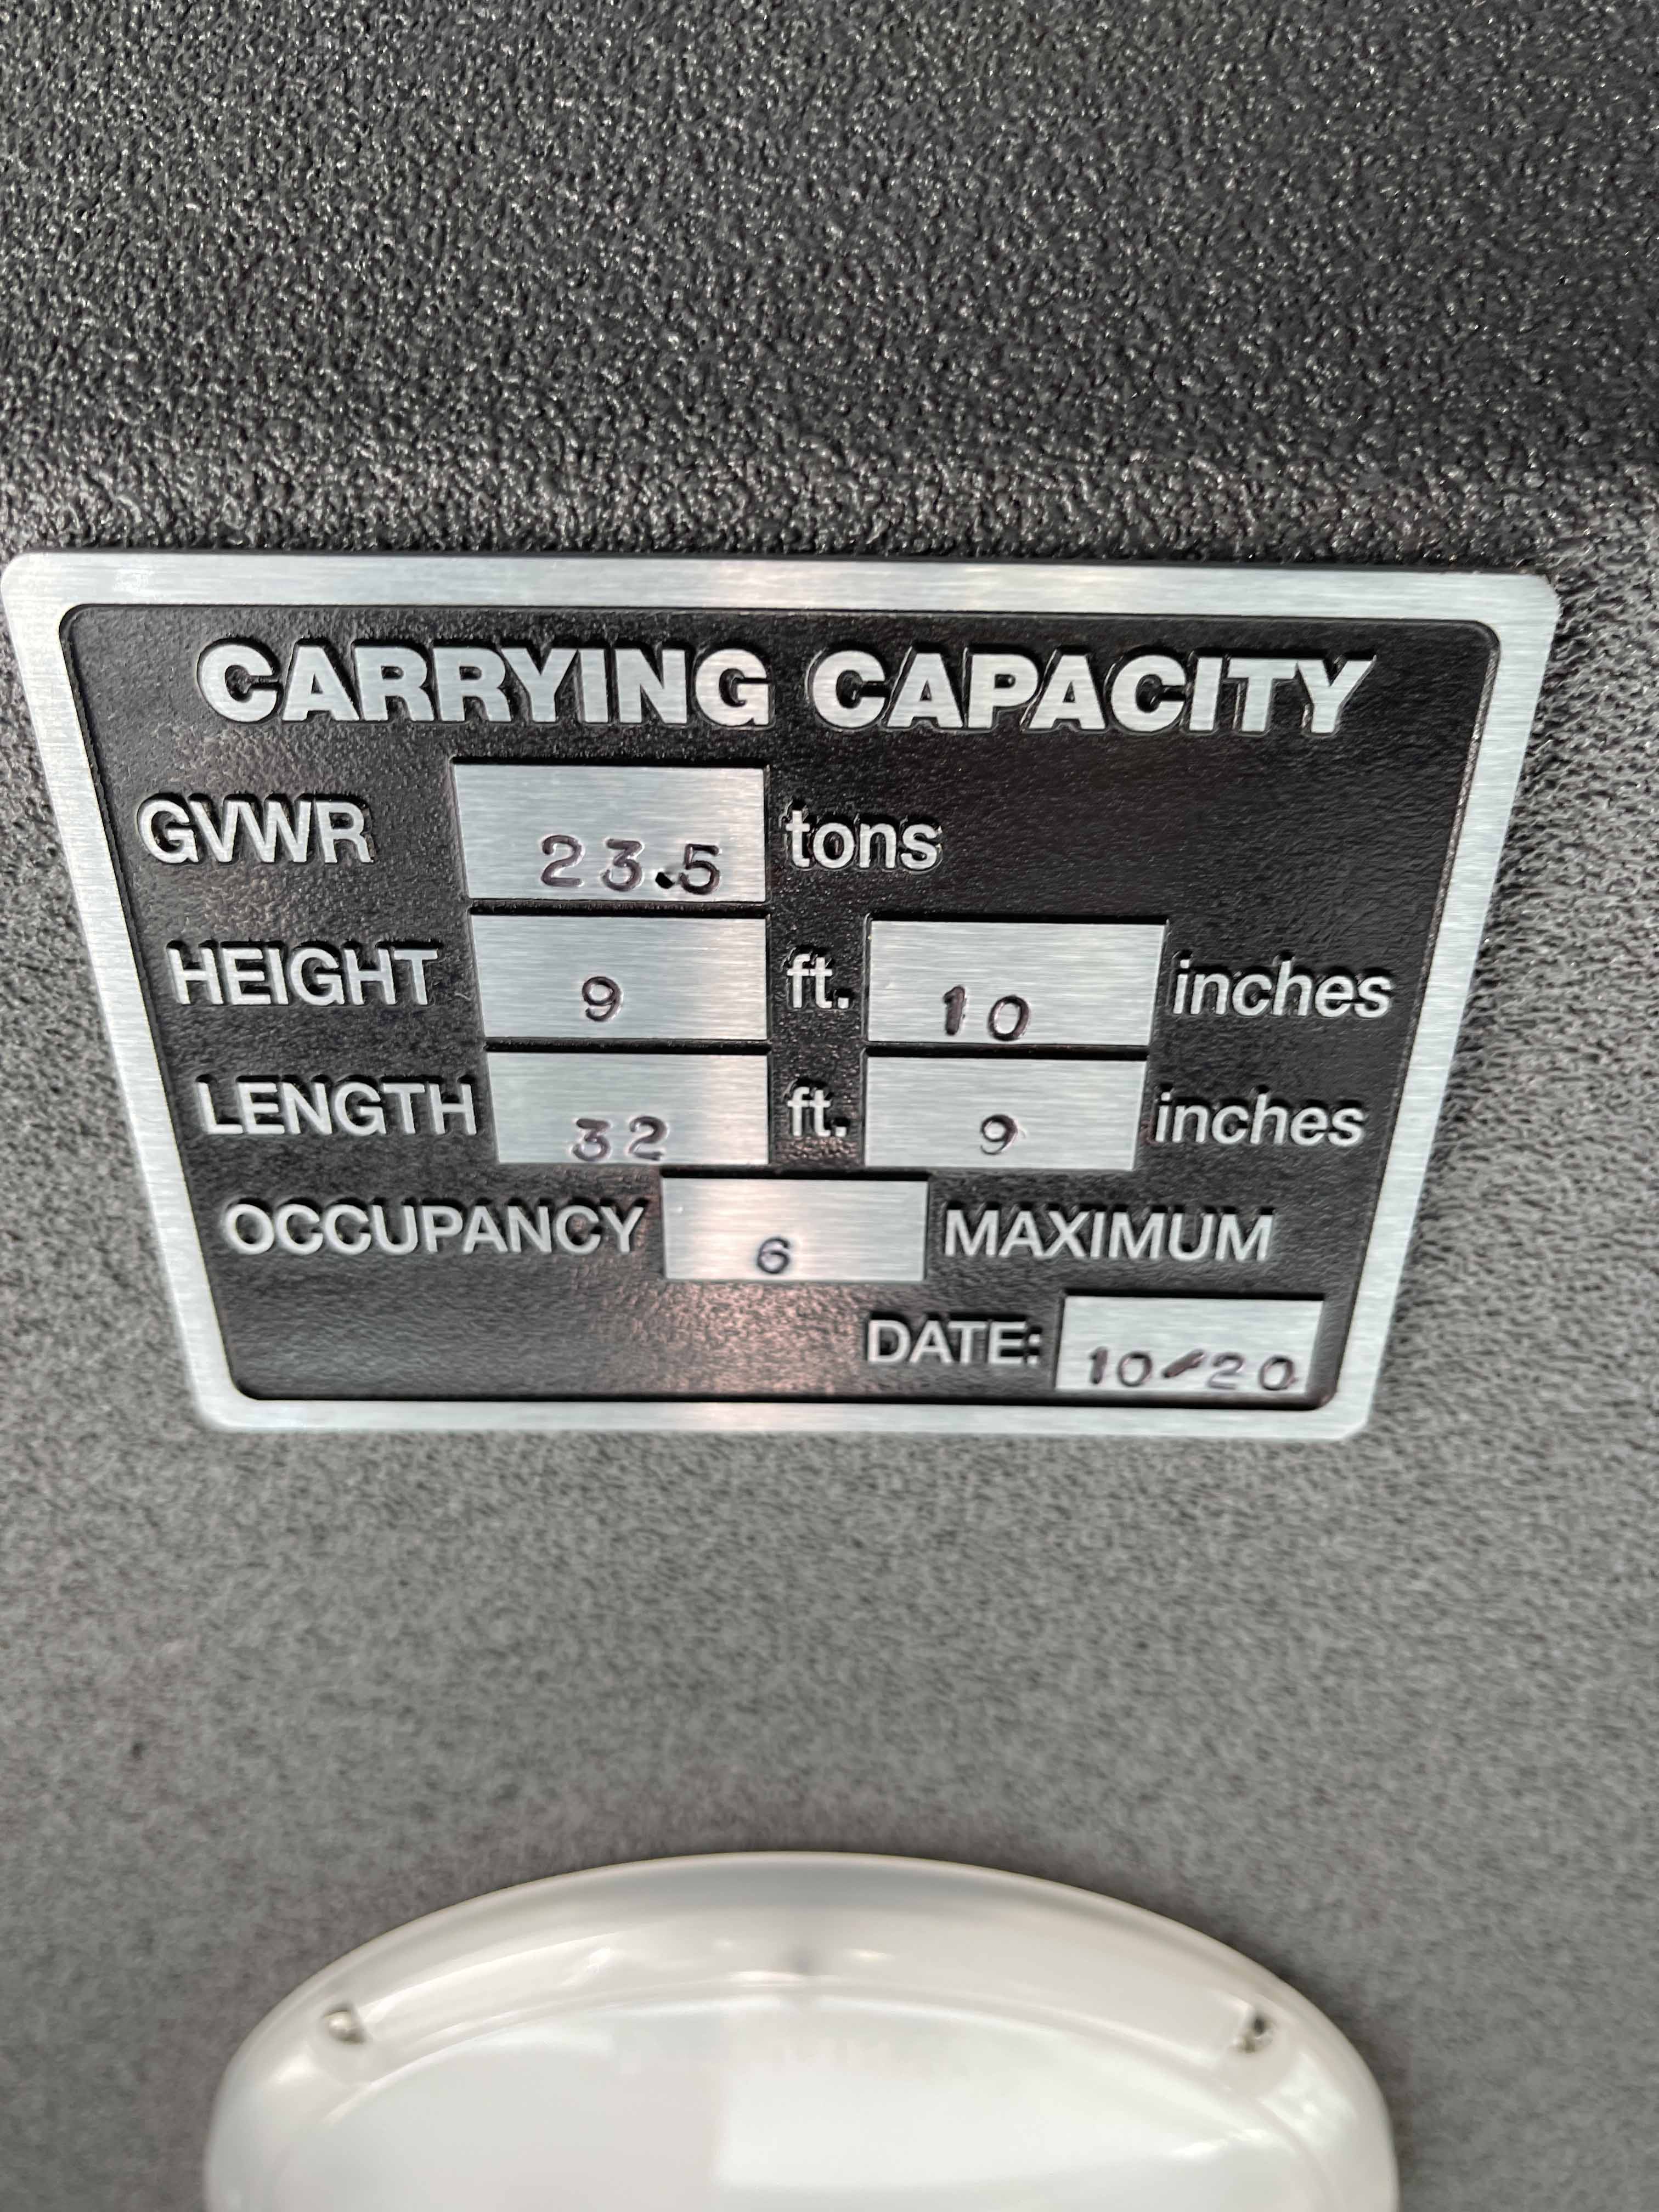 CARRYING CAPACITY
GVWR 23.5 tons
HEIGHT 9 ft. 10 inches
LENGTH 32 ft. 9 inches
OCCUPANCY 6 MAXIMUM
DATE: 10/20